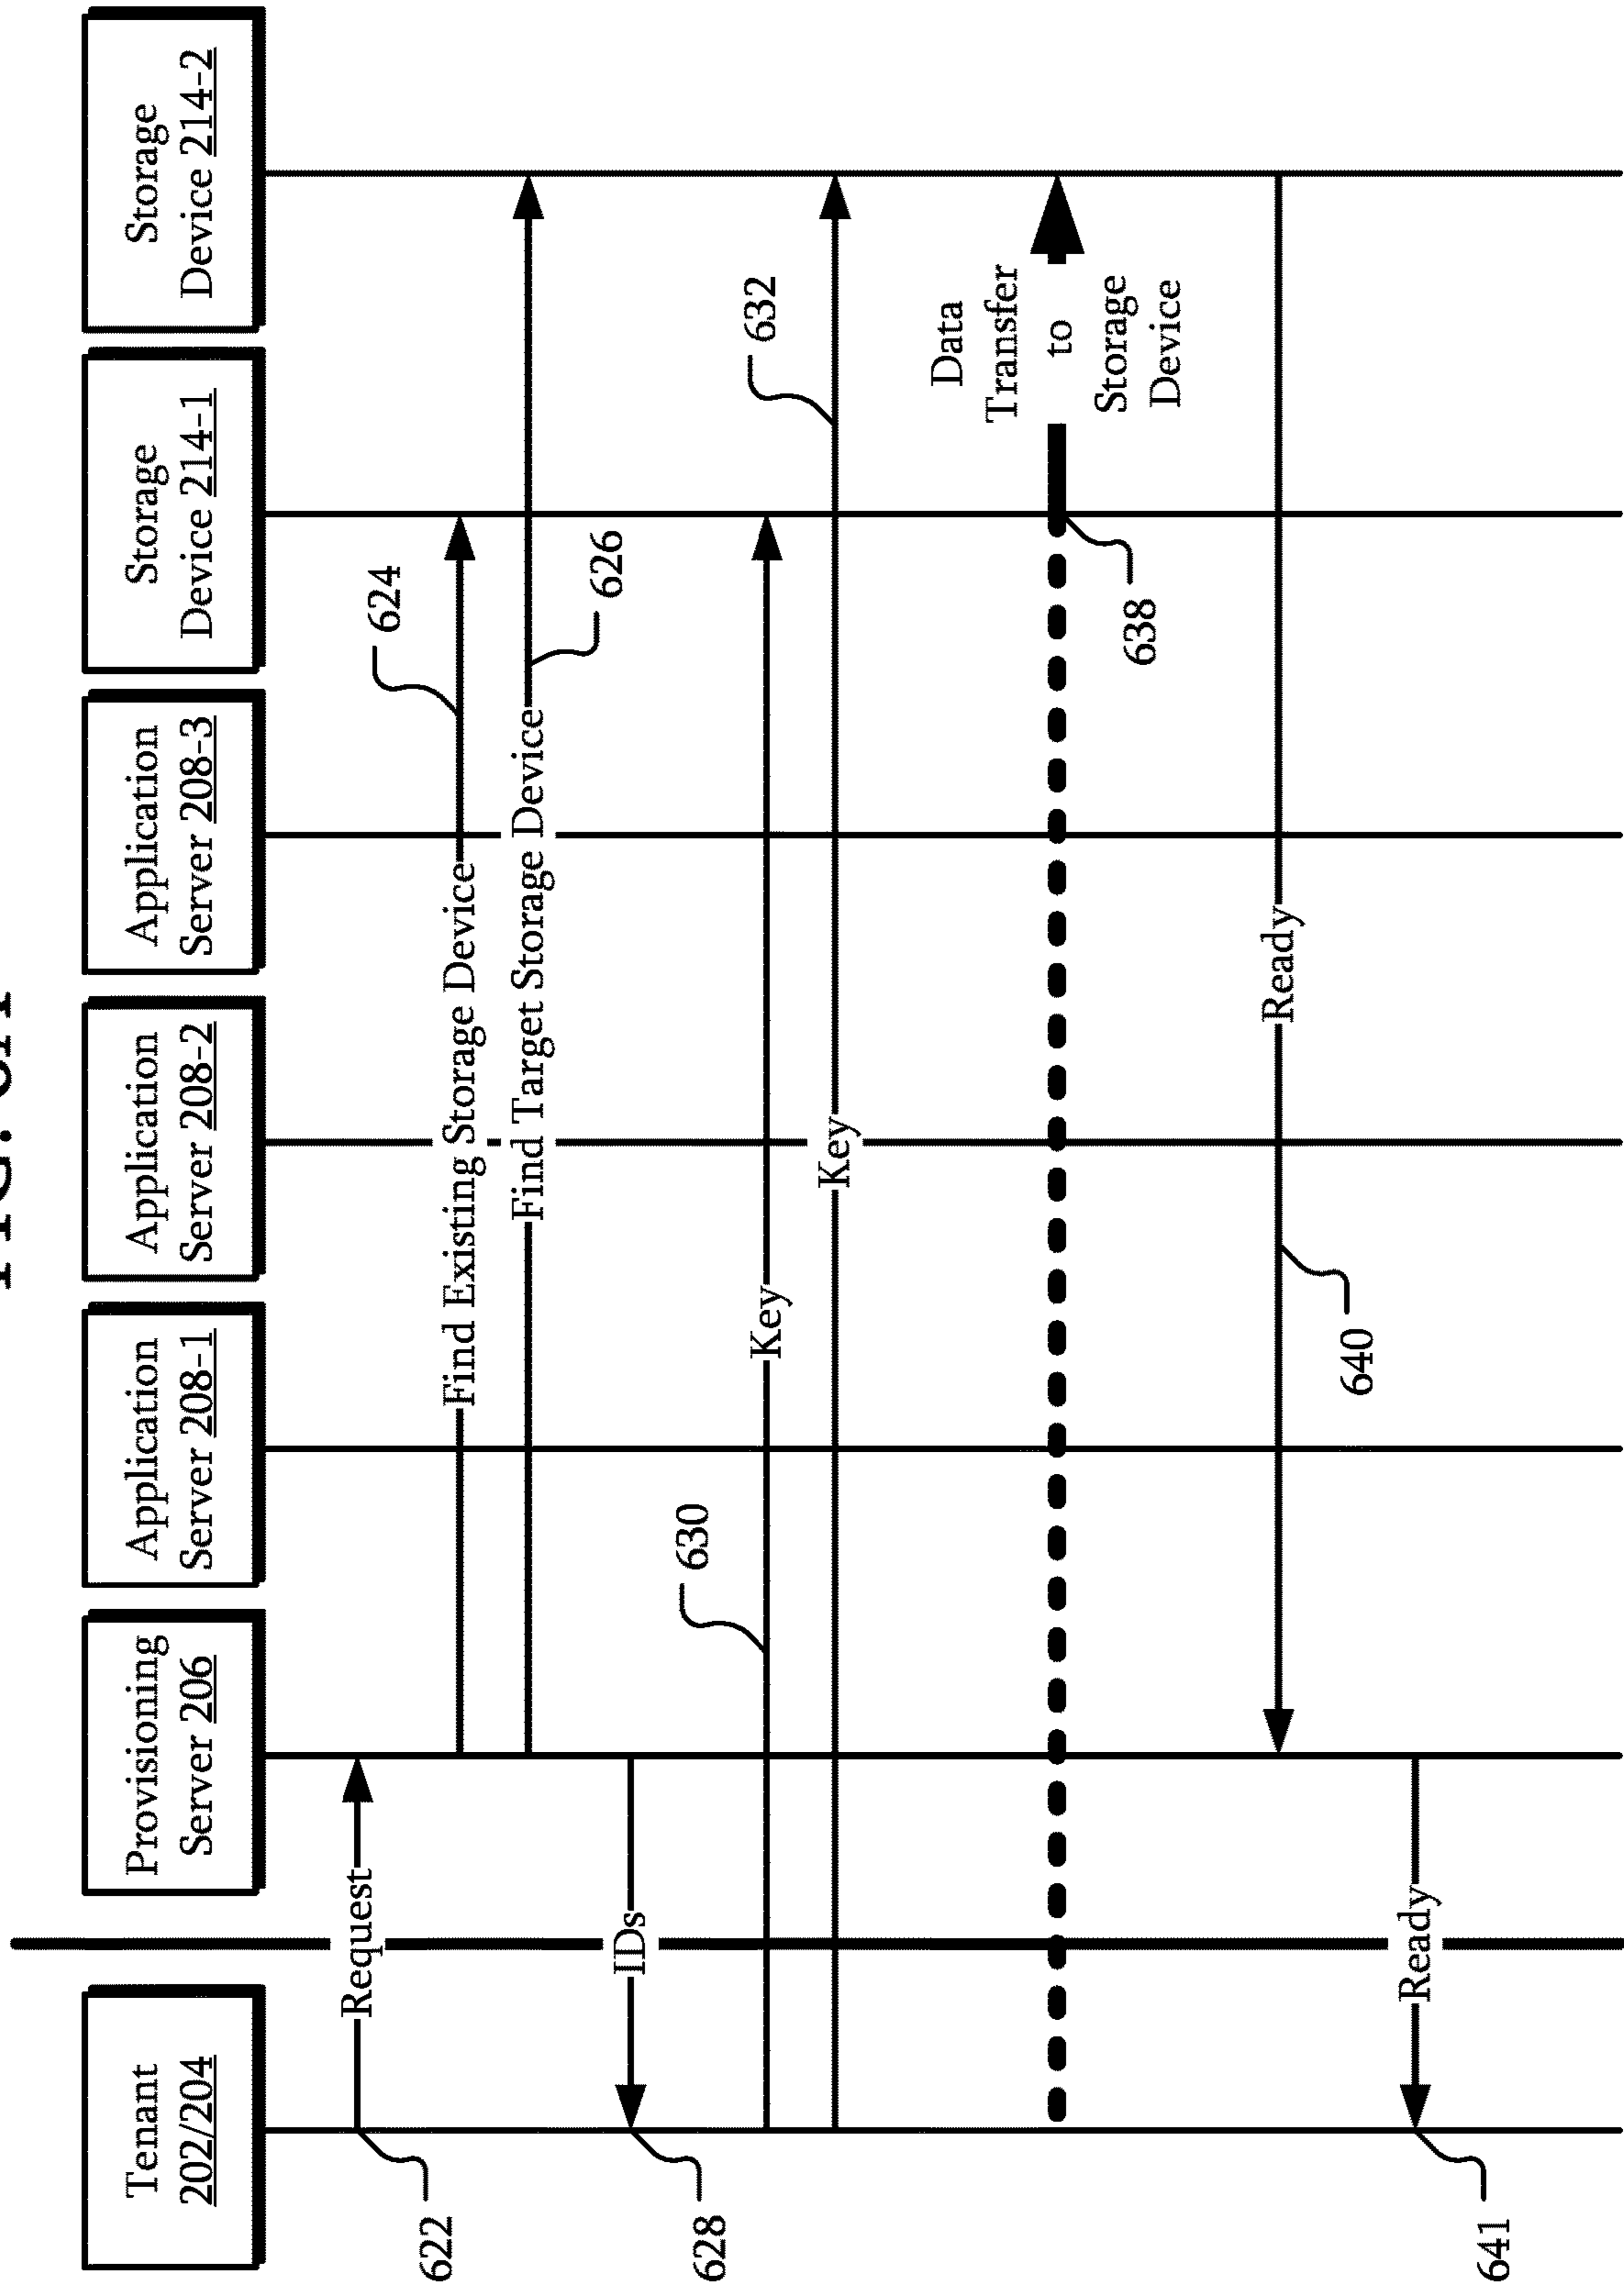 Tenant
202/204
Provisioning
Server 206
Application
Server 208-1
Application
Server 208-2
Application
Server 208-3
Storage
Device 214-1
Storage
Device 214-2
622
Request
Find Existing Storage Device
624
Find Target Storage Device
626
628
IDs
630
Key
Key
632
Data
Transfer
to
Storage
Device
638
Ready
640
641
Ready